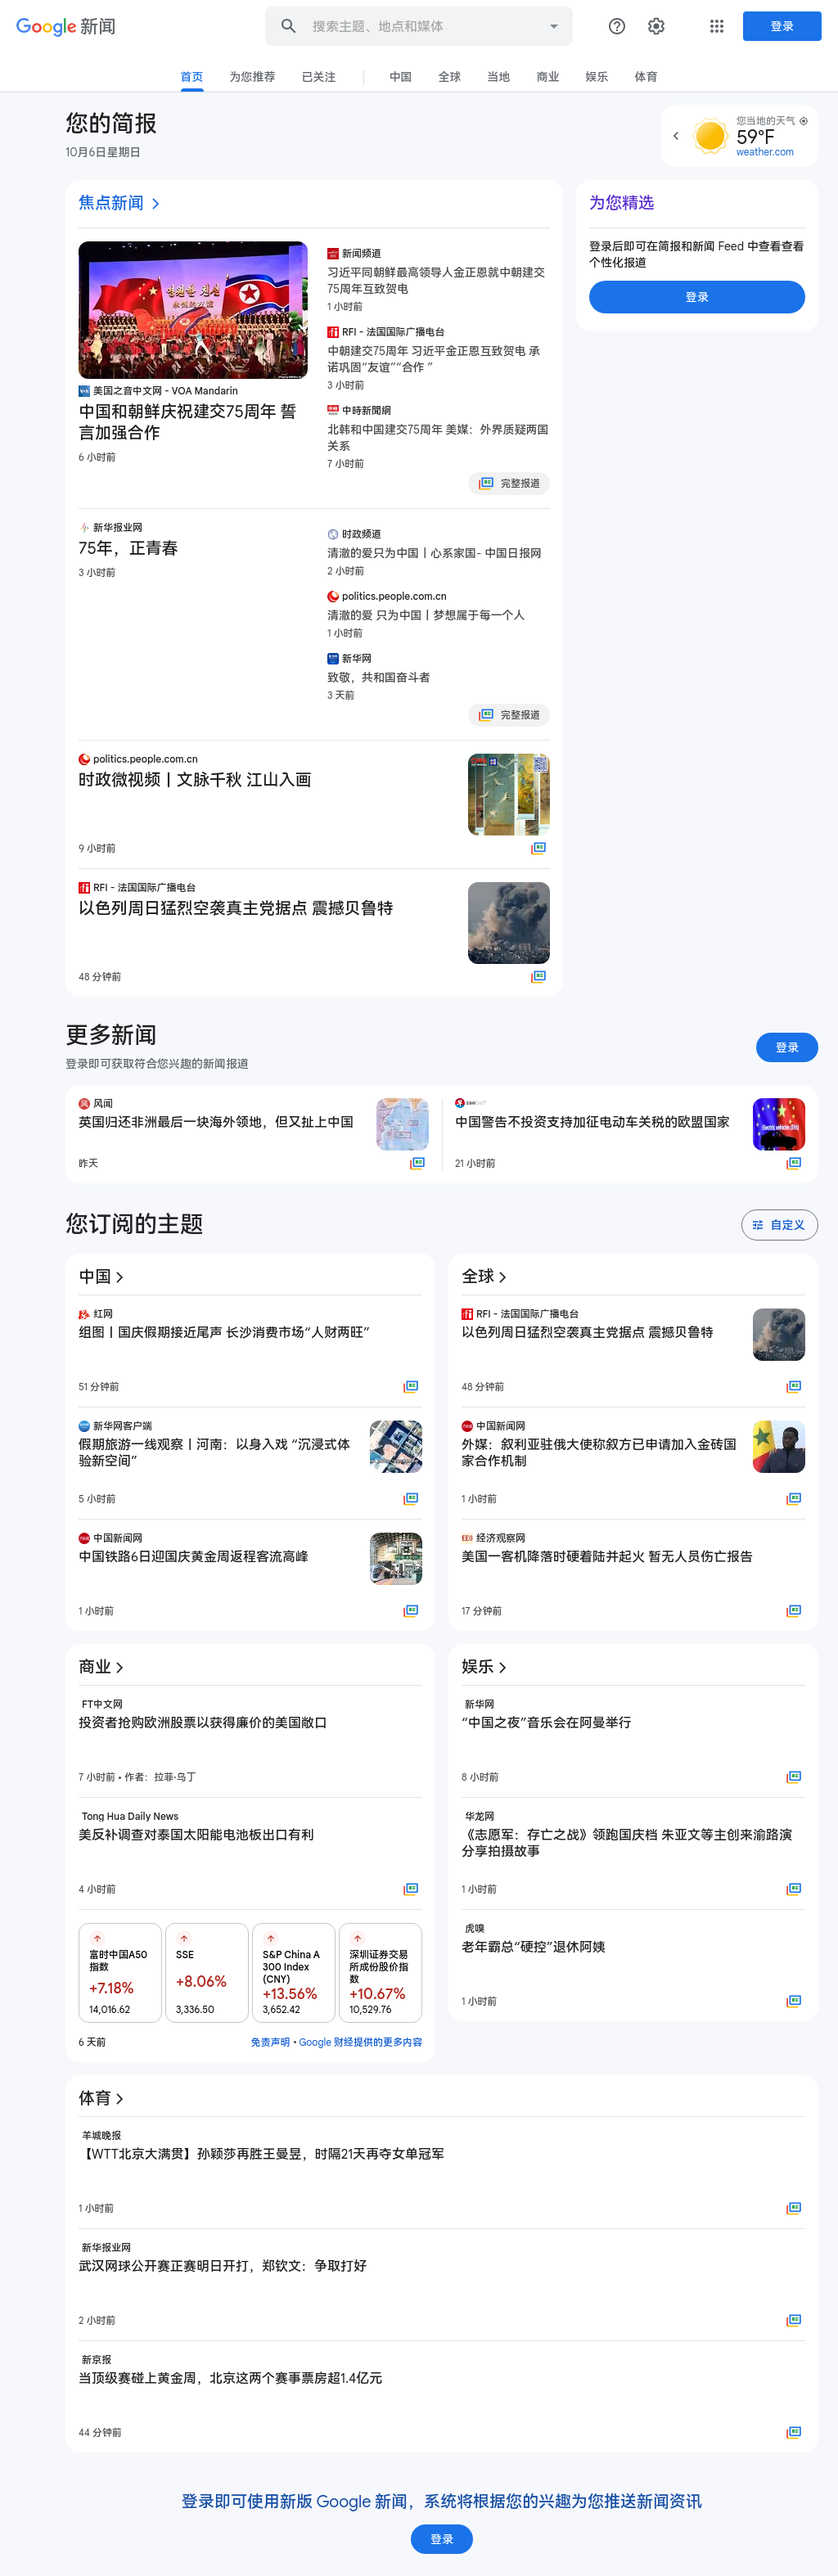 Google 新闻
搜索主题、地点和媒体
登录
首页
为您推荐
已关注
中国
全球
当地
商业
娱乐
体育
您的简报
10月6日星期日
您当地的天气
59°F
weather.com
焦点新闻
美国之音中文网 - VOA Mandarin
中国和朝鲜庆祝建交75周年 誓
言加强合作
6 小时前
新闻频道
习近平同朝鲜最高领导人金正恩就中朝建交
75周年互致贺电
1 小时前
RFI - 法国国际广播电台
中朝建交75周年 习近平金正恩互致贺电 承
诺巩固“友谊”“合作 ”
3 小时前
中時新聞網
北韩和中国建交75周年 美媒：外界质疑两国
关系
7 小时前
完整报道
为您精选
登录后即可在简报和新闻 Feed 中查看查看
个性化报道
登录
新华报业网
75年，正青春
3 小时前
时政频道
清澈的爱只为中国丨心系家国- 中国日报网
2 小时前
politics.people.com.cn
清澈的爱 只为中国丨梦想属于每一个人
1 小时前
新华网
致敬，共和国奋斗者
3 天前
完整报道
politics.people.com.cn
时政微视频丨文脉千秋 江山入画
9 小时前
RFI - 法国国际广播电台
以色列周日猛烈空袭真主党据点 震撼贝鲁特
48 分钟前
更多新闻
登录即可获取符合您兴趣的新闻报道
登录
风闻
英国归还非洲最后一块海外领地，但又扯上中国
昨天
中国警告不投资支持加征电动车关税的欧盟国家
Electric vehicles (EVs)
21 小时前
您订阅的主题
自定义
中国
红网
组图丨国庆假期接近尾声 长沙消费市场“人财两旺”
51 分钟前
新华网客户端
假期旅游一线观察丨河南：以身入戏 “沉浸式体
验新空间”
5 小时前
中国新闻网
中国铁路6日迎国庆黄金周返程客流高峰
1 小时前
全球
RFI - 法国国际广播电台
以色列周日猛烈空袭真主党据点 震撼贝鲁特
48 分钟前
中国新闻网
外媒：叙利亚驻俄大使称叙方已申请加入金砖国
家合作机制
1 小时前
经济观察网
美国一客机降落时硬着陆并起火 暂无人员伤亡报告
17 分钟前
商业
FT中文网
投资者抢购欧洲股票以获得廉价的美国敞口
7 小时前 • 作者：拉菲·乌丁
Tong Hua Daily News
美反补调查对泰国太阳能电池板出口有利
4 小时前
富时中国A50
指数
+7.18%
14,016.62
SSE
+8.06%
3,336.50
S&P China A
300 Index
(CNY)
+13.56%
3,652.42
深圳证券交易
所成份股价指
数
+10.67%
10,529.76
6 天前
免责声明 • Google 财经提供的更多内容
娱乐
新华网
“中国之夜”音乐会在阿曼举行
8 小时前
华龙网
《志愿军：存亡之战》领跑国庆档 朱亚文等主创来渝路演
分享拍摄故事
1 小时前
虎嗅
老年霸总“硬控”退休阿姨
1 小时前
体育
羊城晚报
【WTT北京大满贯】孙颖莎再胜王曼昱，时隔21天再夺女单冠军
1 小时前
新华报业网
武汉网球公开赛正赛明日开打，郑钦文：争取打好
2 小时前
新京报
当顶级赛碰上黄金周，北京这两个赛事票房超1.4亿元
44 分钟前
登录即可使用新版 Google 新闻，系统将根据您的兴趣为您推送新闻资讯
登录